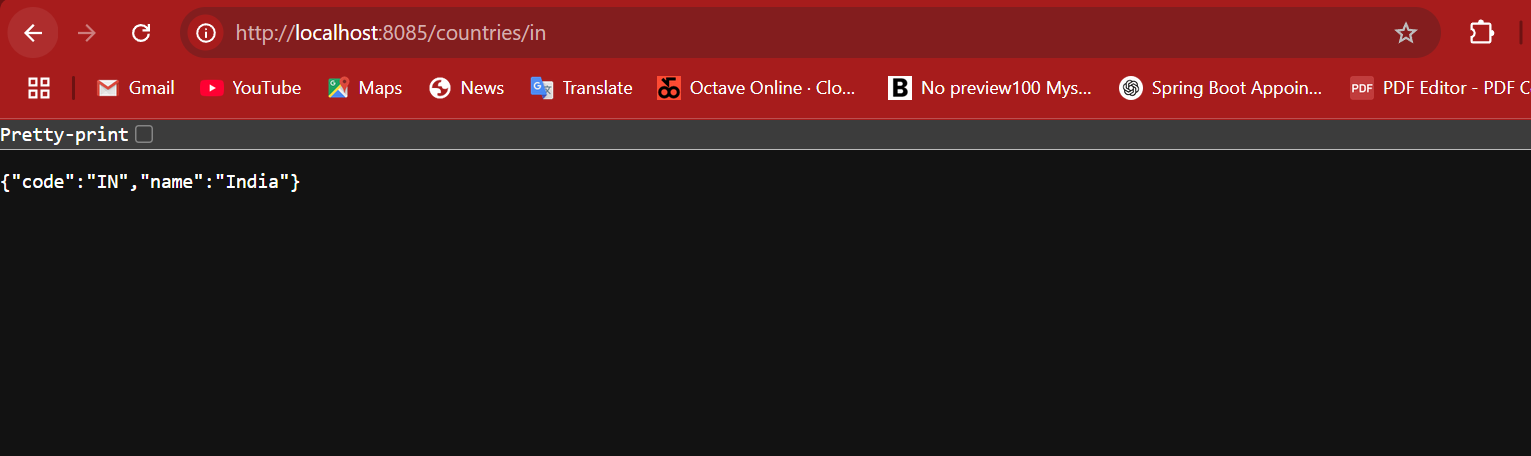 http://localhost:8085/countries/in
Gmail YouTube Maps News Translate Octave Online · Clo... No preview100 Mys... Spring Boot Appoin... PDF PDF Editor - PDF C
Pretty-print
{"code":"IN","name":"India"}